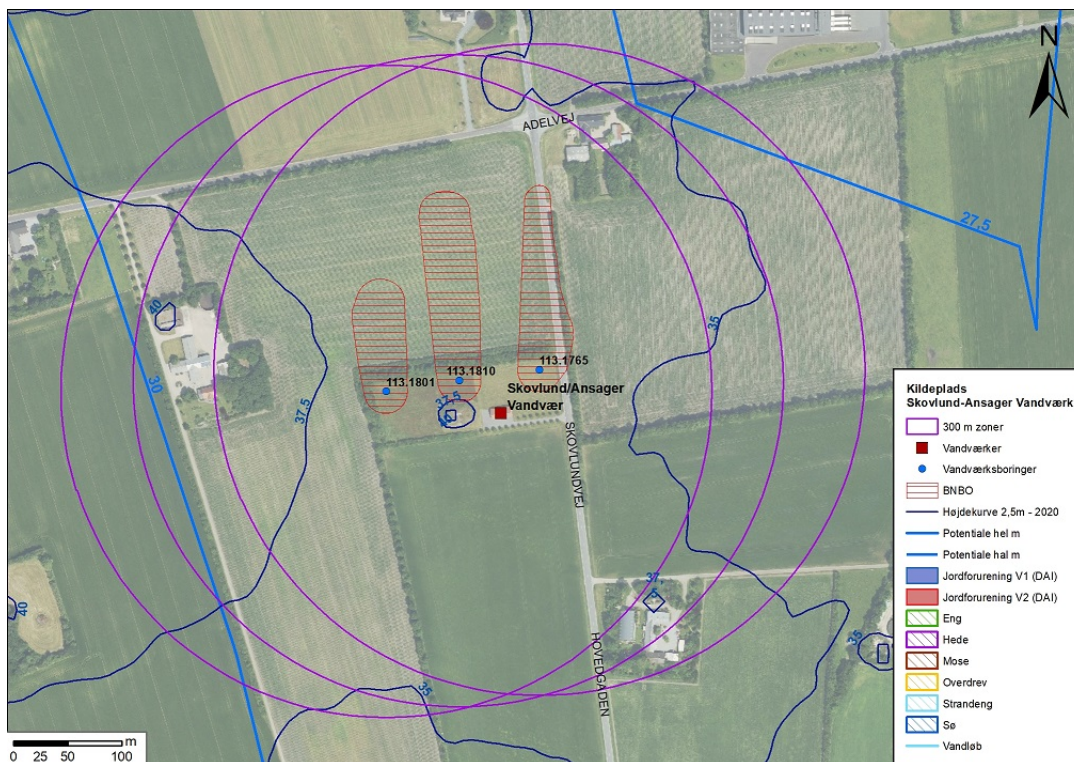 N
ADELVEJ
27,5
40
35
30
37,5
113.1765
113.1810
113.1801
37,5
40
Skovlund/Ansager
Vandvær
SKOVLUNDVEJ
37,
5
40
35
35
HOVEDGADEN
Kildeplads
Skovlund-Ansager Vandværk
300 m zoner
Vandværker
Vandværksboringer
BNBO
Højdekurve 2,5m - 2020
Potentiale hel m
Potentiale hal m
Jordforurening V1 (DAI)
Jordforurening V2 (DAI)
Eng
Hede
Mose
Overdrev
Strandeng
Sø
Vandløb
m
0 25 50 100